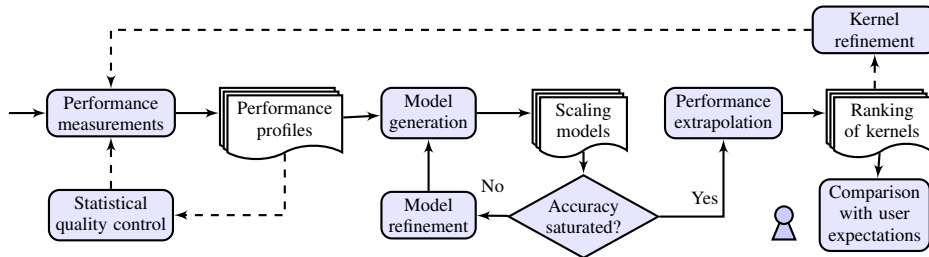 Kernel
refinement
Performance
measurements
Performance
profiles
Model
generation
Scaling
models
Performance
extrapolation
Ranking
of kernels
Statistical
quality control
Model
refinement
No
Accuracy
saturated?
Yes
Comparison
with user
expectations